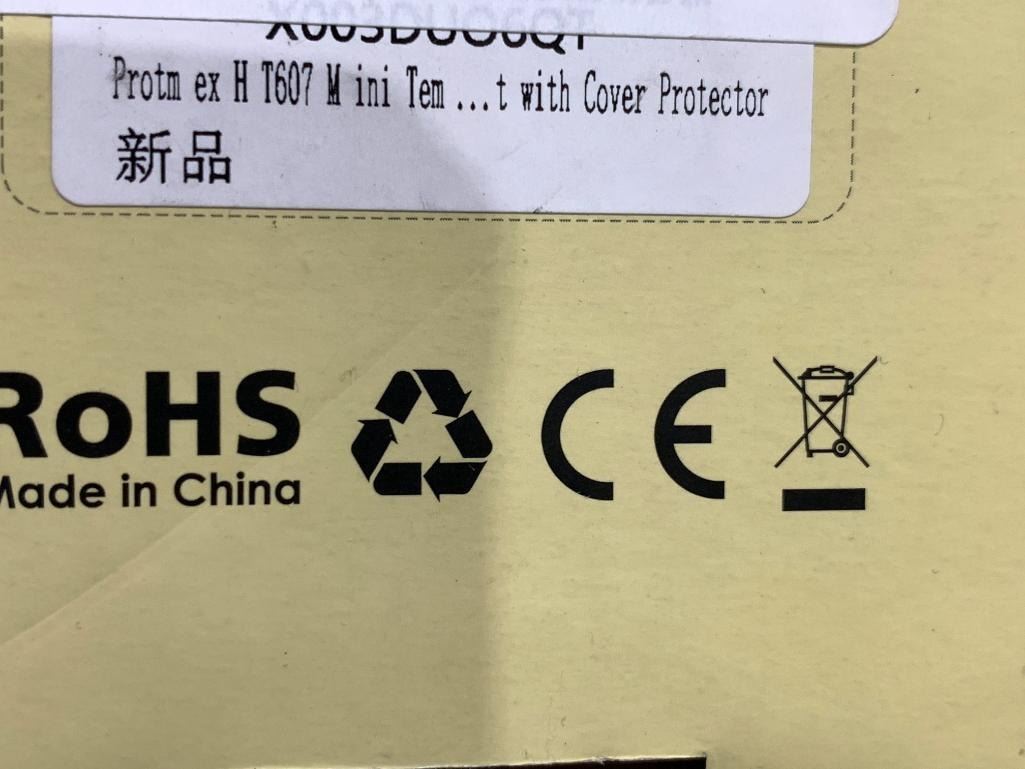 Protm ex H T607 M ini Tem ...t with Cover Protector
新品
RoHS
Made in China
CE